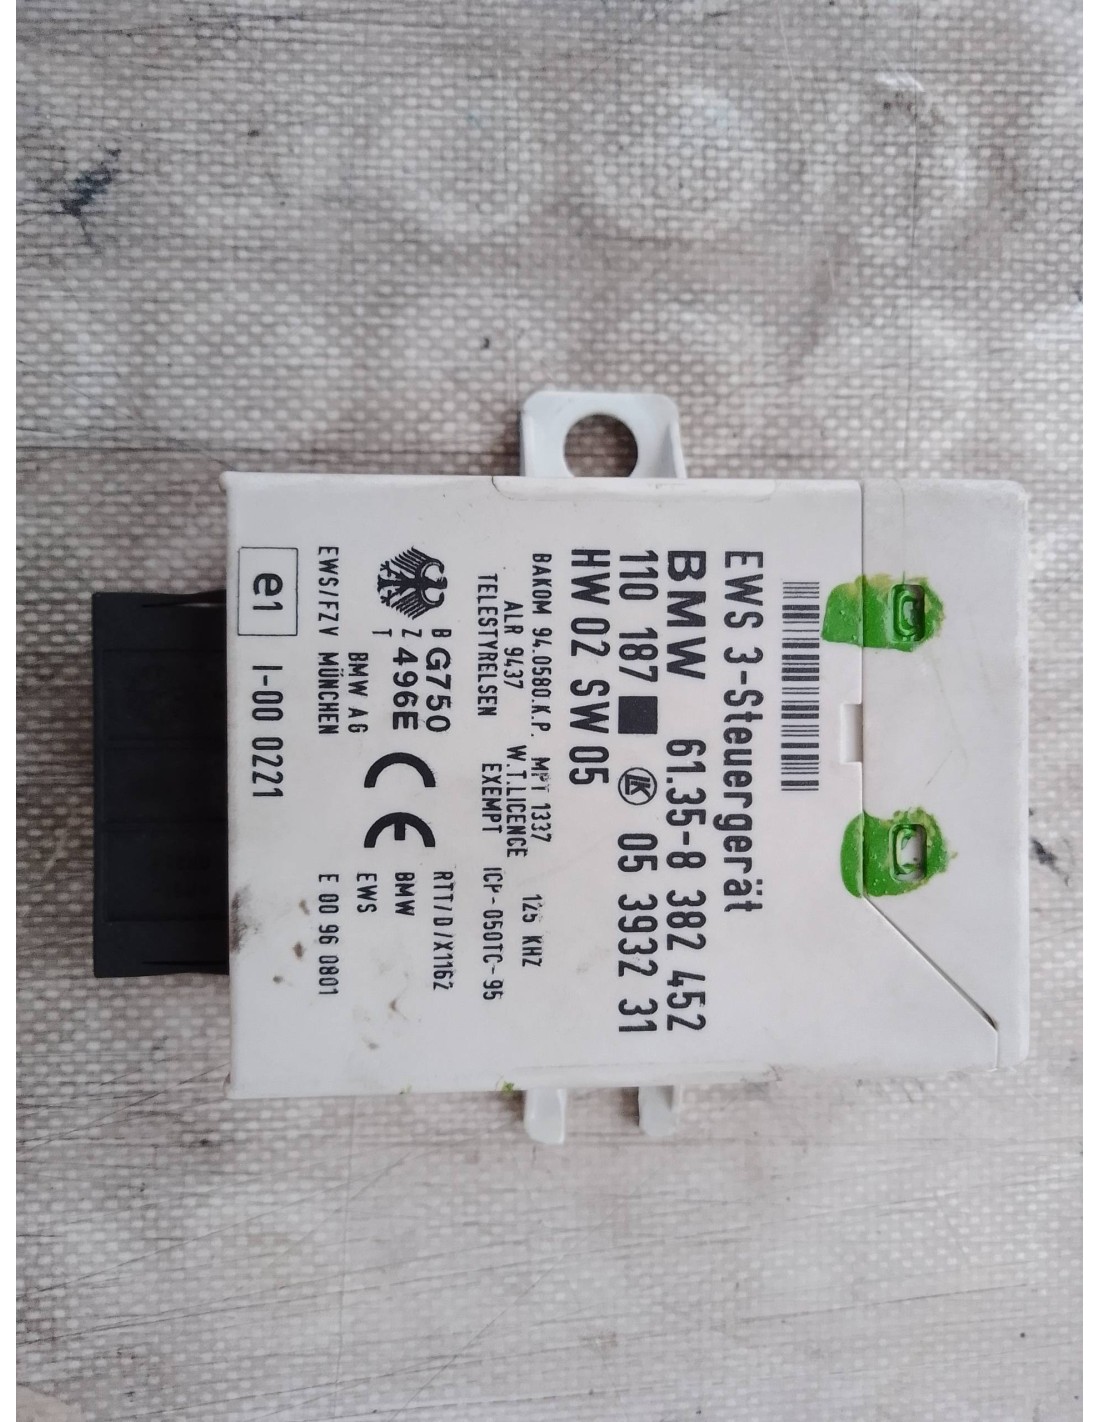 EWS 3-Steuergerät
BMW 61.35-8 382 452
110 187 LK 05 3932 31
HW 02 SW 05
BAKOM 94.0580.K.P. MPT 1337 125 KHZ
ALR 9437 W.T.LICENCE
TELESTYRELSEN EXEMPT ICP-050TC-95
B G750 RTT/D/X1162
Z 496E CE BMW
T
BMW AG EWS
EWS/FZV MÜNCHEN E 00 96 0801
e1 I-00 0221